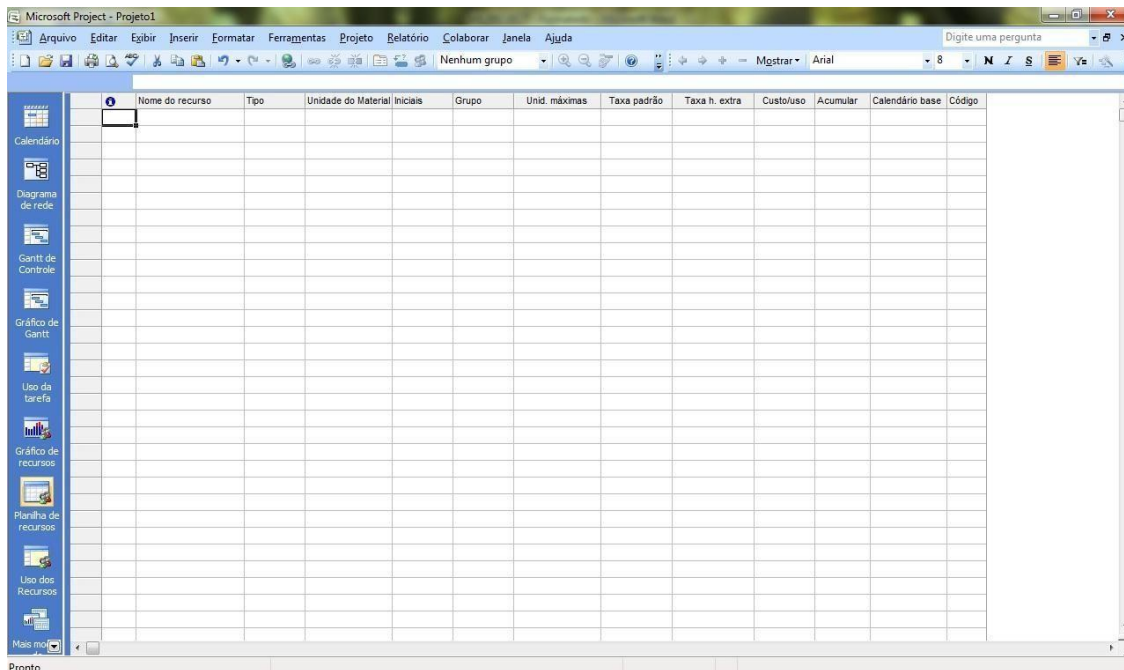 Microsoft Project - Projeto1
Arquivo Editar Exibir Inserir Formatar Ferramentas Projeto Relatório Colaborar Janela Ajuda Digite uma pergunta
Nenhum grupo Mostrar Arial 8 N I S
Nome do recurso Tipo Unidade do Material Iniciais Grupo Unid. máximas Taxa padrão Taxa h. extra Custo/uso Acumular Calendário base Código
Calendário
Diagrama
de rede
Gantt de
Controle
Gráfico de
Gantt
Uso da
tarefa
Gráfico de
recursos
Planilha de
recursos
Uso dos
Recursos
Mais mo
Pronto